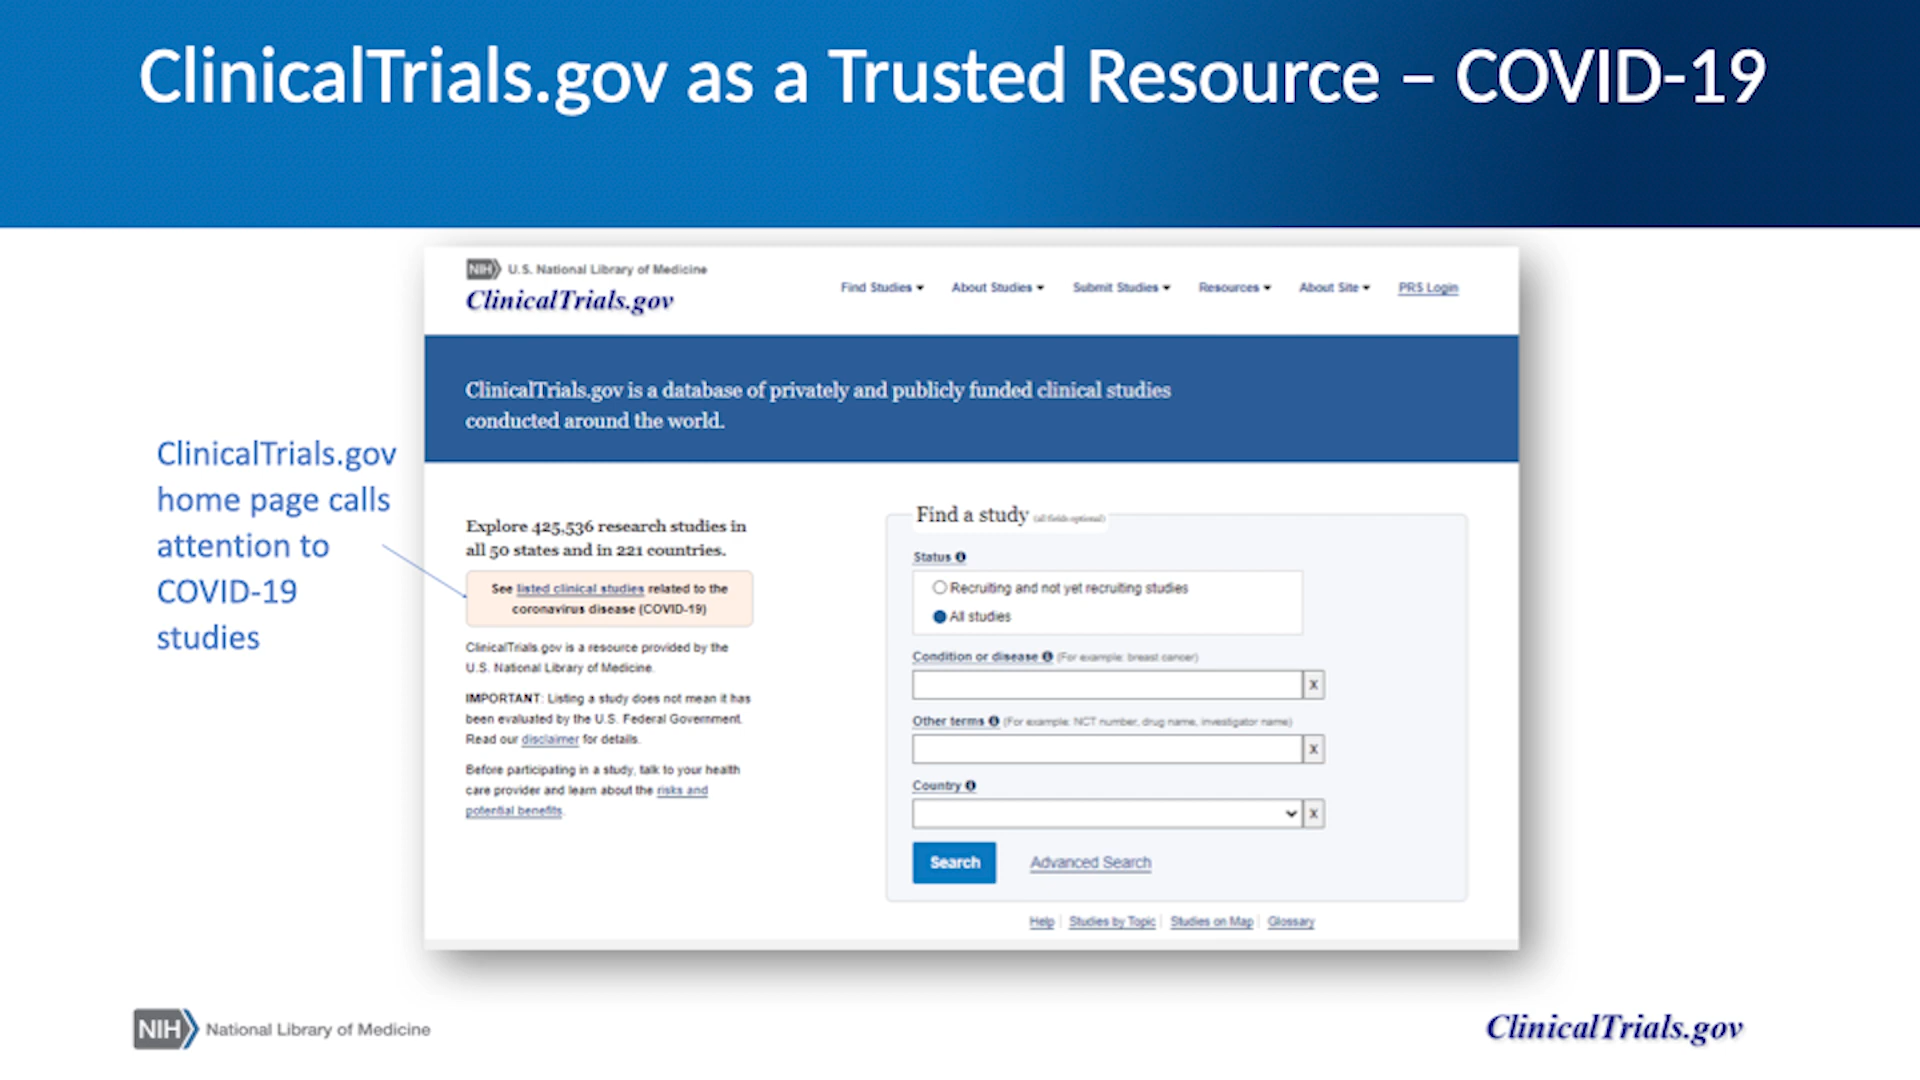 ClinicalTrials.gov as a Trusted Resource – COVID-19
NIH U.S. National Library of Medicine
ClinicalTrials.gov
Find Studies About Studies Submit Studies Resources About Site PRS Login
ClinicalTrials.gov is a database of privately and publicly funded clinical studies
conducted around the world.
ClinicalTrials.gov
home page calls
attention to
COVID-19
studies
Explore 425,536 research studies in
all 50 states and in 221 countries.
See listed clinical studies related to the
coronavirus disease (COVID-19)
ClinicalTrials.gov is a resource provided by the
U.S. National Library of Medicine.
IMPORTANT: Listing a study does not mean it has
been evaluated by the U.S. Federal Government.
Read our disclaimer for details.
Before participating in a study, talk to your health
care provider and learn about the risks and
potential benefits.
Find a study (all fields optional)
Status
Recruiting and not yet recruiting studies
All studies
Condition or disease (For example: breast cancer)
X
Other terms (For example: NCT number, drug name, investigator name)
X
Country
X
Search Advanced Search
Help Studies by Topic Studies on Map Glossary
NIH National Library of Medicine
ClinicalTrials.gov